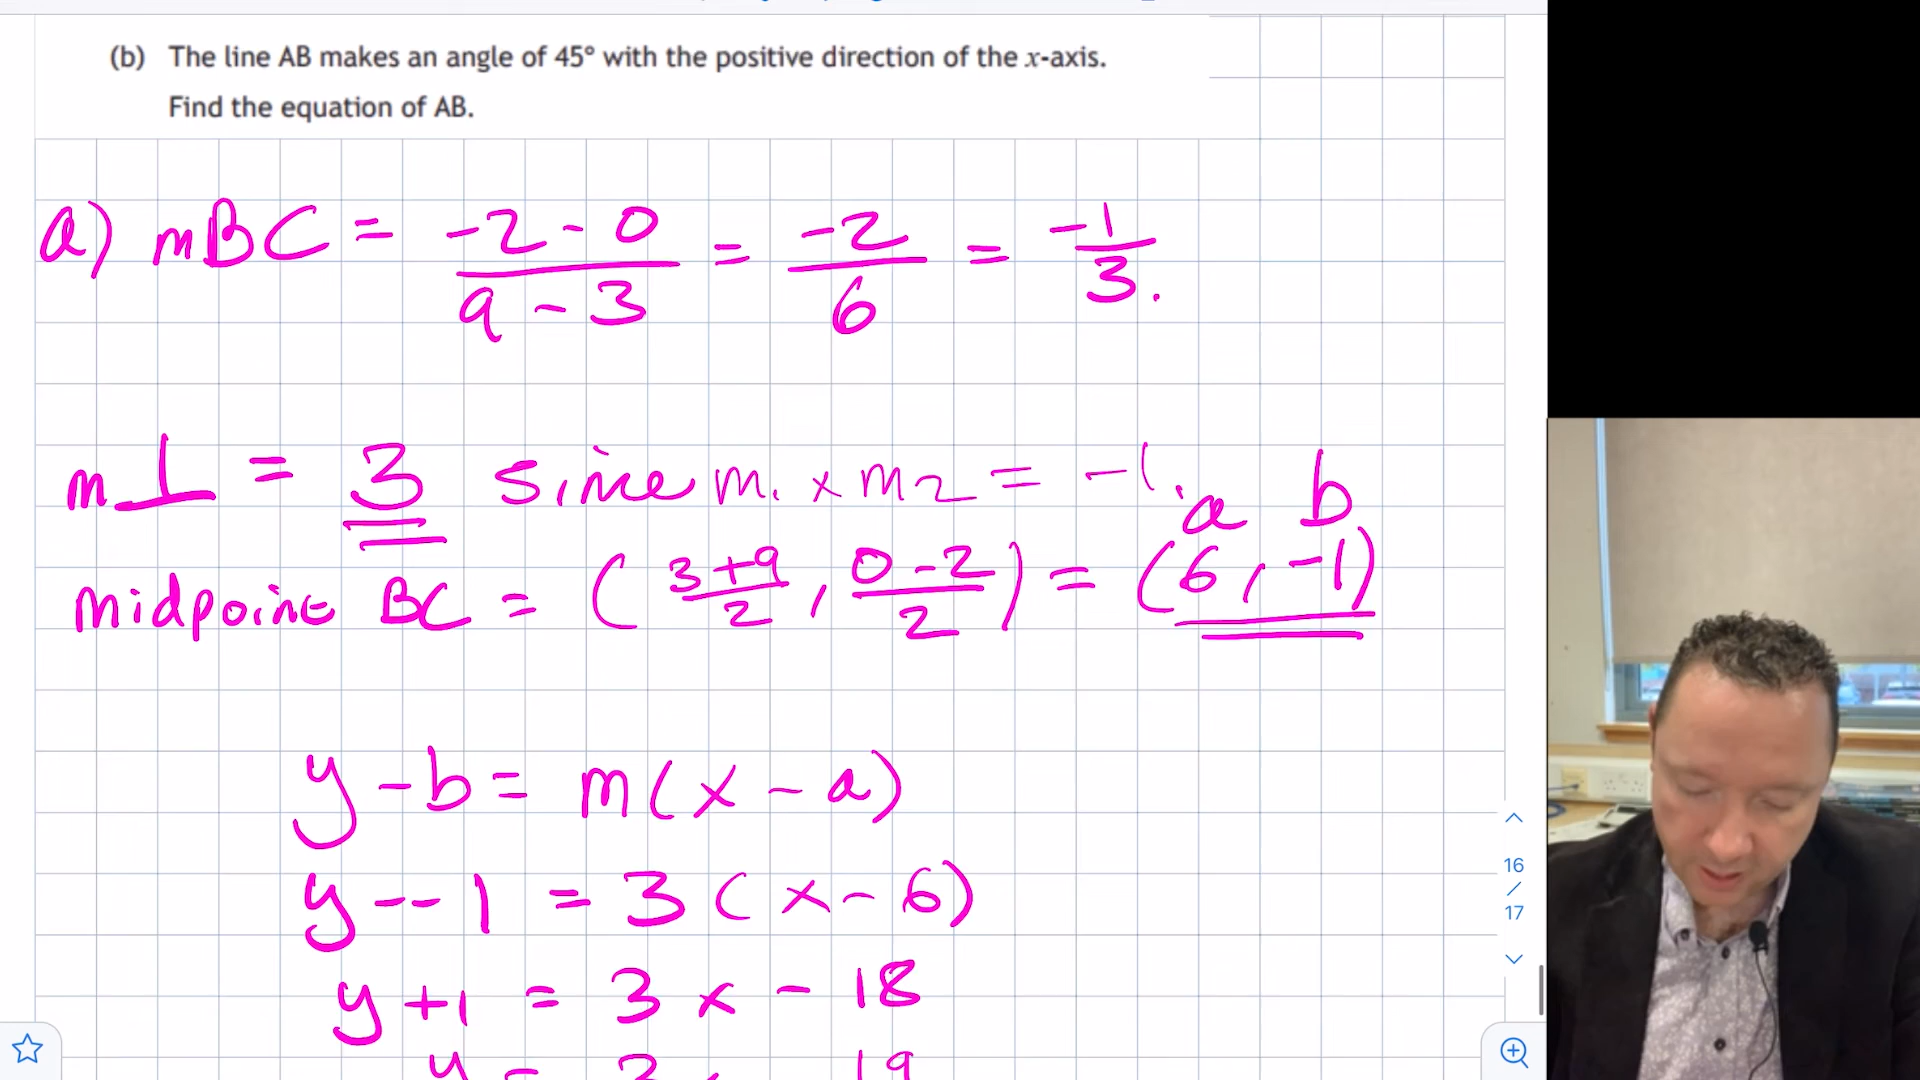 (b) The line AB makes an angle of 45° with the positive direction of the x-axis.
Find the equation of AB.
a) mBC = -2 - 0 / 9 - 3 = -2 / 6 = -1 / 3.
m⊥ = 3 since m1 x m2 = -1.
a b
Midpoint BC = ( 3+9 / 2 , 0-2 / 2 ) = (6, -1)
y - b = m(x - a)
y - - 1 = 3 ( x - 6)
y + 1 = 3 x - 18
16
/
17